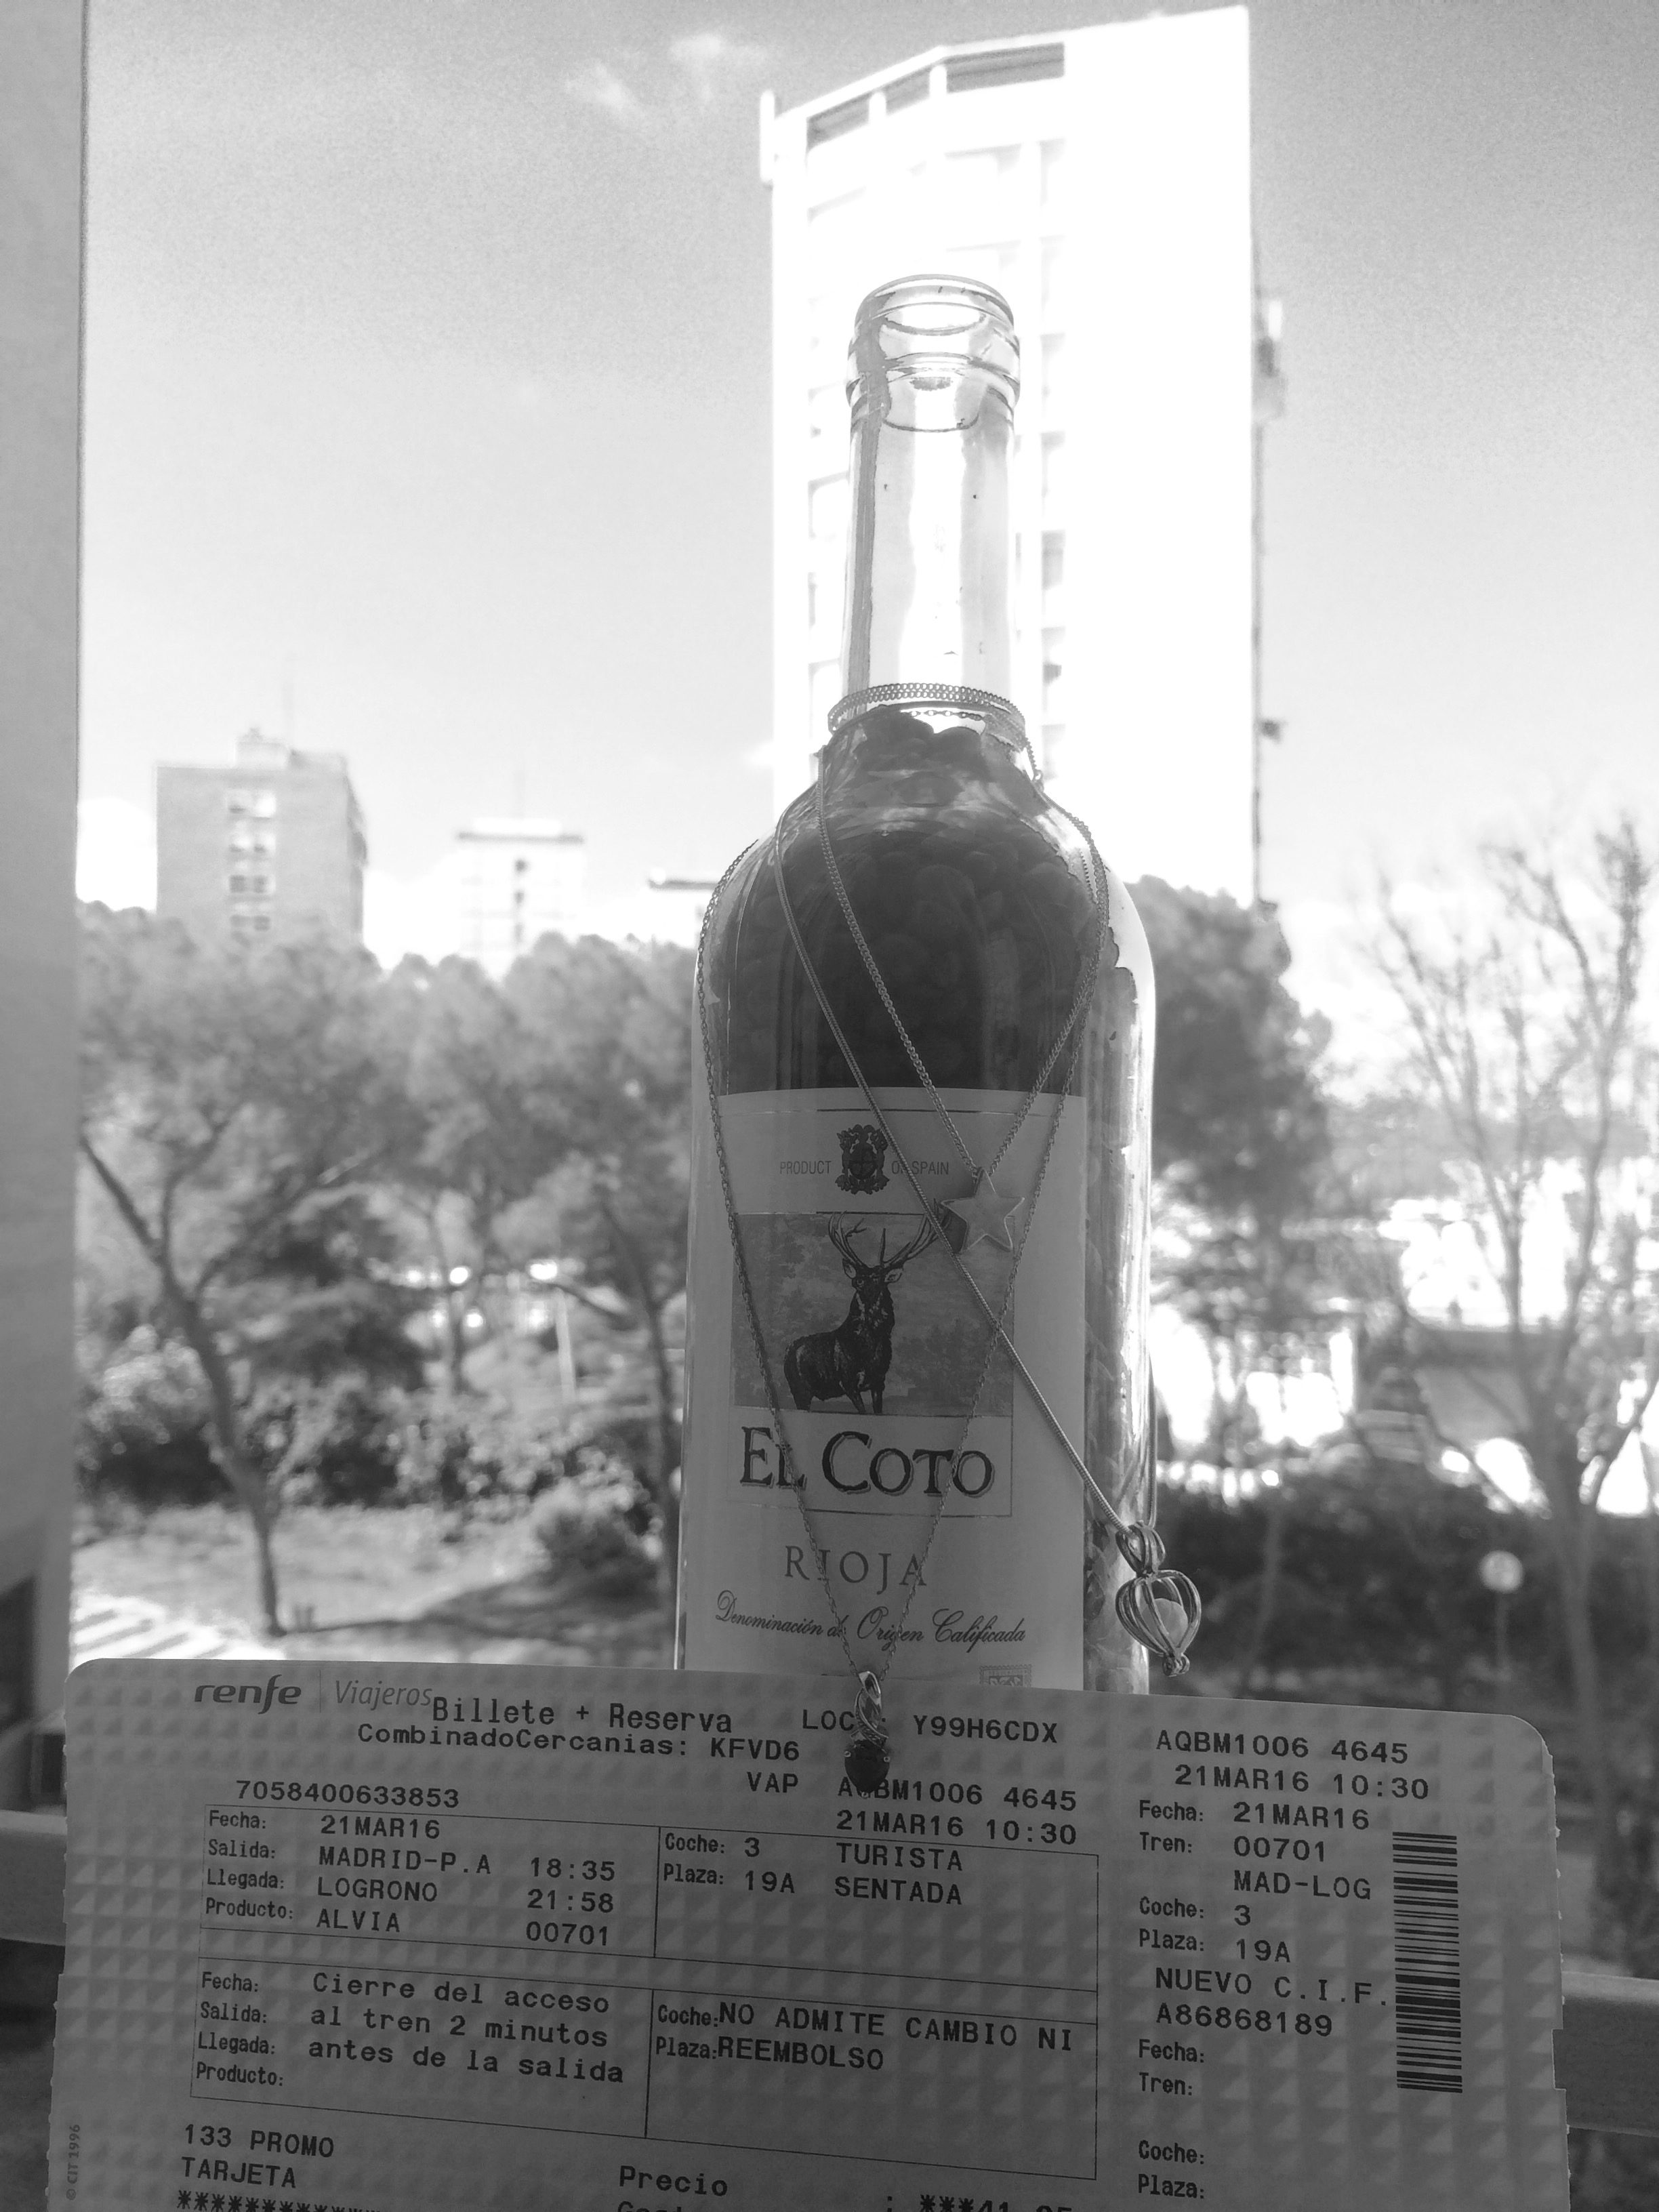 PRODUCT OF SPAIN
EL COTO
RIOJA
Denominación de Origen Calificada
renfe Viajeros
Billete + Reserva LOC : Y99H6CDX
CombinadoCercanias: KFVD6
VAP AQBM1006 4645
7058400633853
21MAR16 10:30
Fecha: 21MAR16
Salida: MADRID-P.A 18:35
Llegada: LOGRONO 21:58
Producto: ALVIA 00701
Coche: 3 TURISTA
Plaza: 19A SENTADA
Fecha: Cierre del acceso
Salida: al tren 2 minutos
Llegada: antes de la salida
Producto:
Coche:NO ADMITE CAMBIO NI
Plaza:REEMBOLSO
133 PROMO
TARJETA
Precio
© CIT 1996
AQBM1006 4645
21MAR16 10:30
Fecha: 21MAR16
Tren: 00701
MAD-LOG
Coche: 3
Plaza: 19A
NUEVO C.I.F.
A86868189
Fecha:
Tren:
Coche:
Plaza: